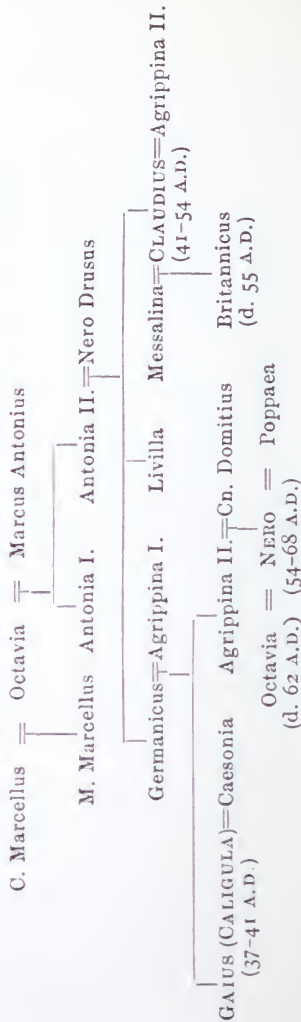 C. Marcellus = Octavia = Marcus Antonius
M. Marcellus Antonia I. Antonia II.=Nero Drusus
Germanicus=Agrippina I. Livilla Messalina=CLAUDIUS=Agrippina II.
(41-54 A.D.)
GAIUS (CALIGULA)=Caesonia Agrippina II.=Cn. Domitius Britannicus
(37-41 A.D.) (d. 55 A.D.)
Octavia = NERO = Poppaea
(d. 62 A.D.) (54-68 A.D.)